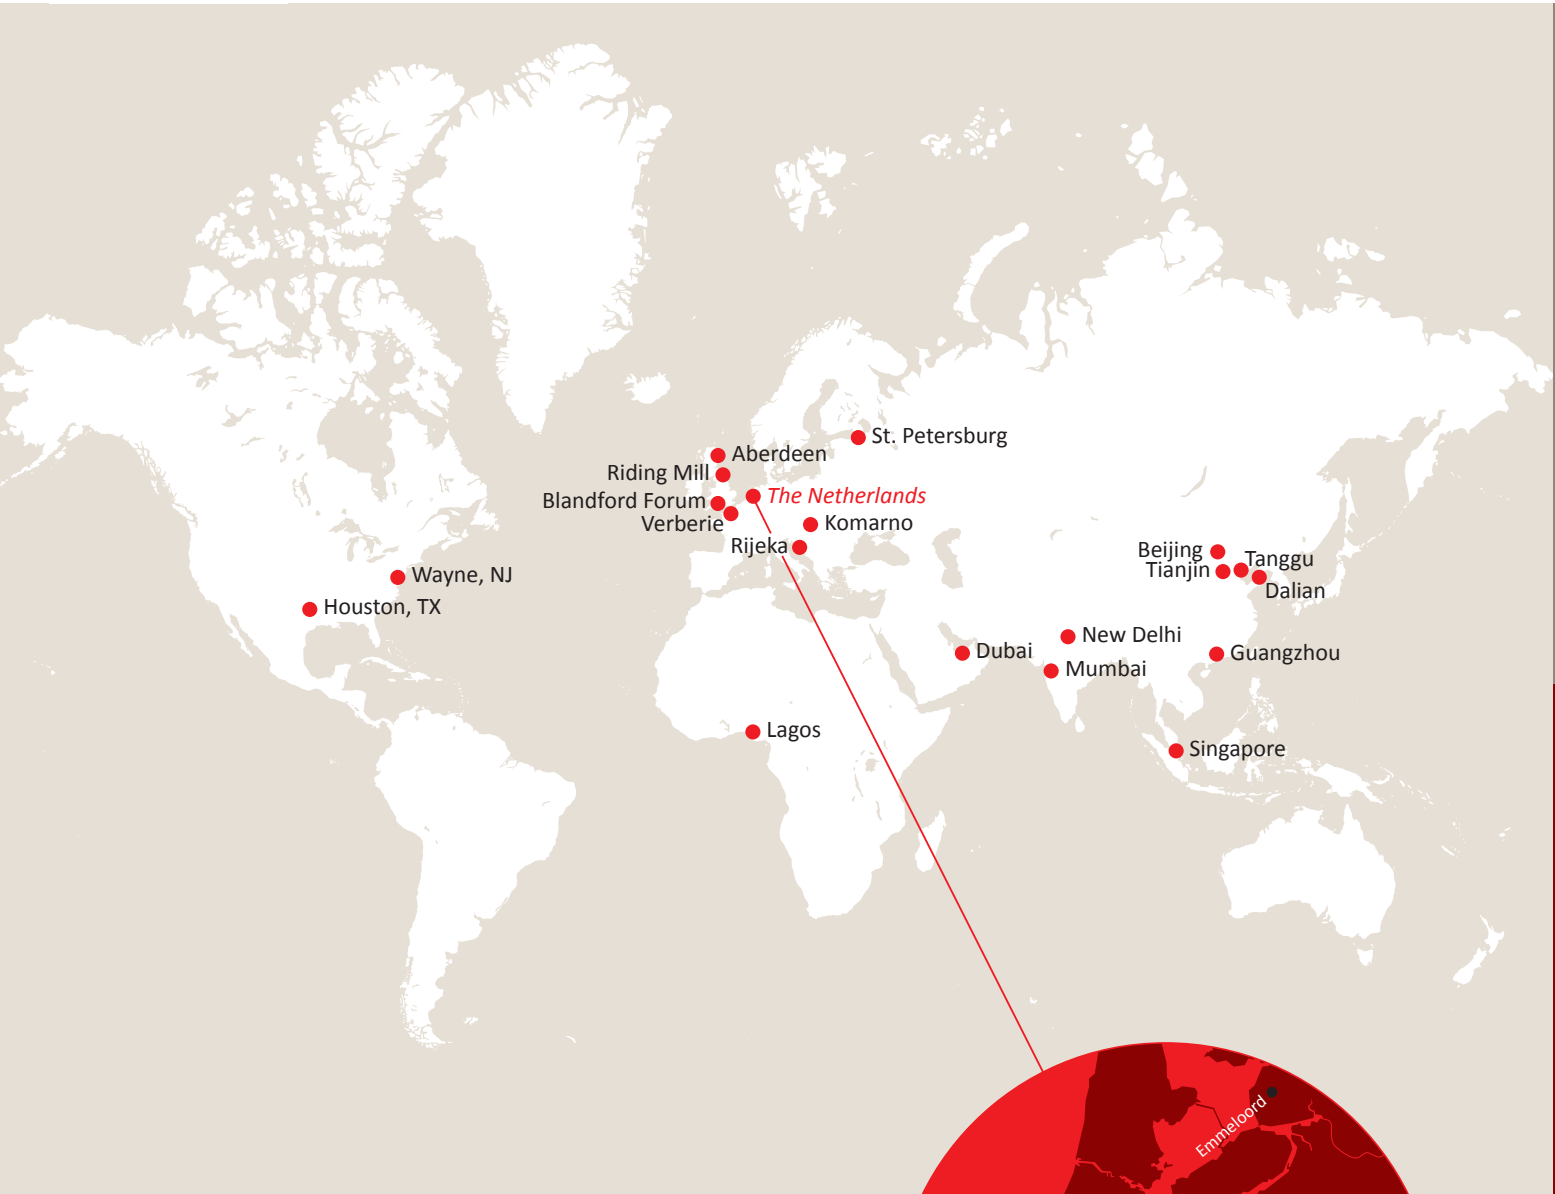 St. Petersburg
Aberdeen
Riding Mill
The Netherlands
Blandford Forum
Verberie
Komarno
Rijeka
Beijing
Tanggu
Tianjin
Dalian
Wayne, NJ
Houston, TX
New Delhi
Dubai
Guangzhou
Mumbai
Lagos
Singapore
Emmeloord